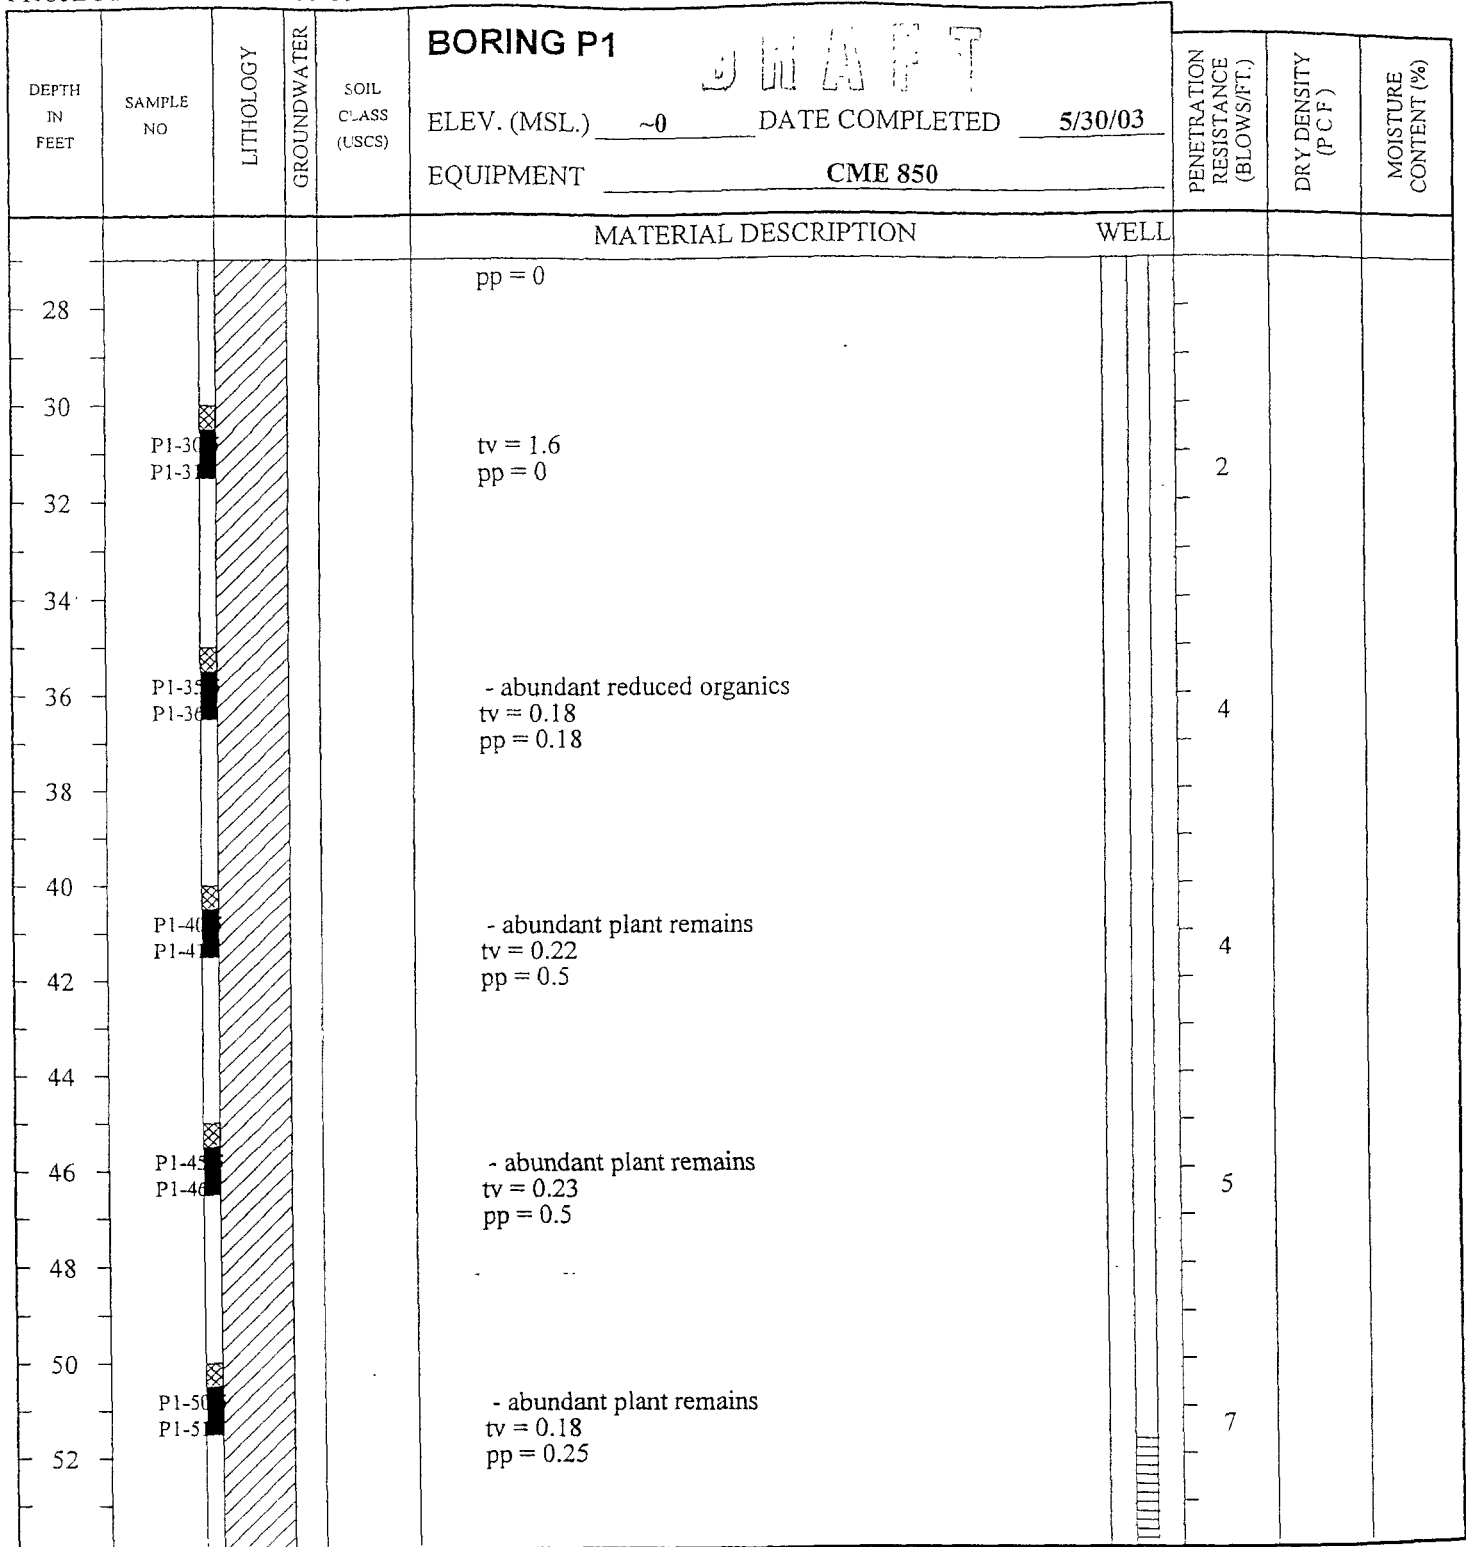 BORING P1
DRAFT
DEPTH
IN
FEET
SAMPLE
NO
LITHOLOGY
GROUNDWATER
SOIL
CLASS
(USCS)
ELEV. (MSL.) ~0 DATE COMPLETED 5/30/03
EQUIPMENT CME 850
PENETRATION
RESISTANCE
(BLOWS/FT.)
DRY DENSITY
(P C F)
MOISTURE
CONTENT (%)
MATERIAL DESCRIPTION WELL
pp = 0
28
30
P1-30 tv = 1.6
P1-31 pp = 0 2
32
34
P1-35 - abundant reduced organics
36 P1-36 tv = 0.18 4
pp = 0.18
38
40
P1-40 - abundant plant remains
P1-41 tv = 0.22 4
42 pp = 0.5
44
P1-45 - abundant plant remains
46 P1-46 tv = 0.23 5
pp = 0.5
48
50
P1-50 - abundant plant remains
P1-51 tv = 0.18 7
52 pp = 0.25